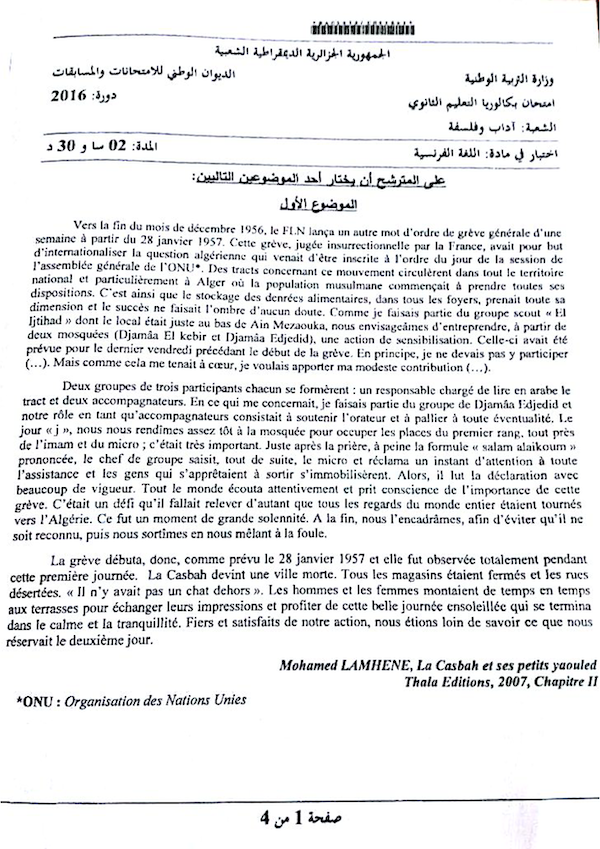 الجمهورية الجزائرية الديمقراطية الشعبية
وزارة التربية الوطنية
الديوان الوطني للامتحانات والمسابقات
امتحان بكالوريا التعليم الثانوي
دورة: 2016
الشعبة: آداب وفلسفة
اختبار في مادة: اللغة الفرنسية
المدة: 02 سا و 30 د
على المترشح أن يختار أحد الموضوعين التاليين:
الموضوع الأول
Vers la fin du mois de décembre 1956, le FLN lança un autre mot d'ordre de grève générale d'une
semaine à partir du 28 janvier 1957. Cette grève, jugée insurrectionnelle par la France, avait pour but
d'internationaliser la question algérienne qui venait d'être inscrite à l'ordre du jour de la session de
l'assemblée générale de l'ONU*. Des tracts concernant ce mouvement circulèrent dans tout le territoire
national et particulièrement à Alger où la population musulmane commençait à prendre toutes ses
dispositions. C'est ainsi que le stockage des denrées alimentaires, dans tous les foyers, prenait toute sa
dimension et le succès ne faisait l'ombre d'aucun doute. Comme je faisais partie du groupe scout « El
Ijtihad » dont le local était juste au bas de Ain Mezaouka, nous envisageâmes d'entreprendre, à partir de
deux mosquées (Djamâa El kebir et Djamâa Edjedid), une action de sensibilisation. Celle-ci avait été
prévue pour le dernier vendredi précédant le début de la grève. En principe, je ne devais pas y participer
(…). Mais comme cela me tenait à cœur, je voulais apporter ma modeste contribution (…).
Deux groupes de trois participants chacun se formèrent : un responsable chargé de lire en arabe le
tract et deux accompagnateurs. En ce qui me concernait, je faisais partie du groupe de Djamâa Edjedid et
notre rôle en tant qu'accompagnateurs consistait à soutenir l'orateur et à pallier à toute éventualité. Le
jour « j », nous nous rendîmes assez tôt à la mosquée pour occuper les places du premier rang, tout près
de l'imam et du micro ; c'était très important. Juste après la prière, à peine la formule « salam alaikoum »
prononcée, le chef de groupe saisit, tout de suite, le micro et réclama un instant d'attention à toute
l'assistance et les gens qui s'apprêtaient à sortir s'immobilisèrent. Alors, il lut la déclaration avec
beaucoup de vigueur. Tout le monde écouta attentivement et prit conscience de l'importance de cette
grève. C'était un défi qu'il fallait relever d'autant que tous les regards du monde entier étaient tournés
vers l'Algérie. Ce fut un moment de grande solennité. A la fin, nous l'encadrâmes, afin d'éviter qu'il ne
soit reconnu, puis nous sortîmes en nous mêlant à la foule.
La grève débuta, donc, comme prévu le 28 janvier 1957 et elle fut observée totalement pendant
cette première journée. La Casbah devint une ville morte. Tous les magasins étaient fermés et les rues
désertées. « Il n'y avait pas un chat dehors ». Les hommes et les femmes montaient de temps en temps
aux terrasses pour échanger leurs impressions et profiter de cette belle journée ensoleillée qui se termina
dans le calme et la tranquillité. Fiers et satisfaits de notre action, nous étions loin de savoir ce que nous
réservait le deuxième jour.
Mohamed LAMHENE, La Casbah et ses petits yaouled
Thala Editions, 2007, Chapitre II
*ONU : Organisation des Nations Unies
صفحة 1 من 4